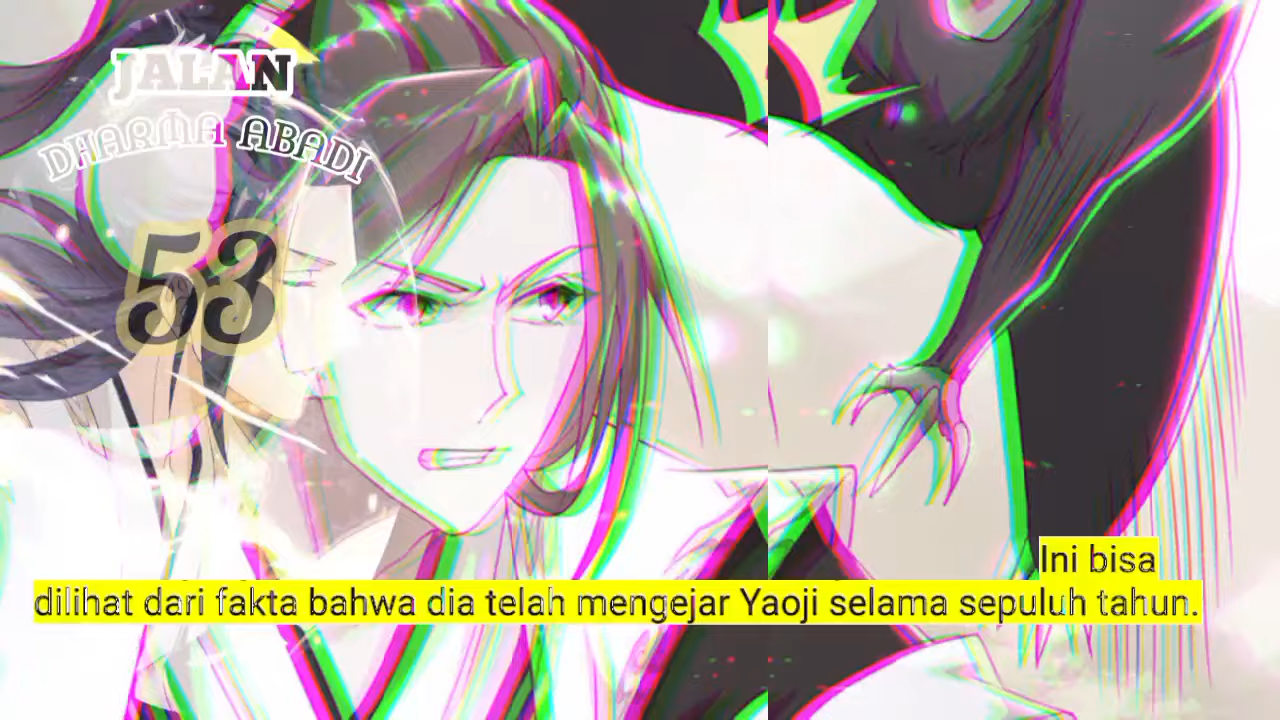 JALAN
DHARMA ABADI
53
Ini bisa
dilihat dari fakta bahwa dia telah mengejar Yaoji selama sepuluh tahun.